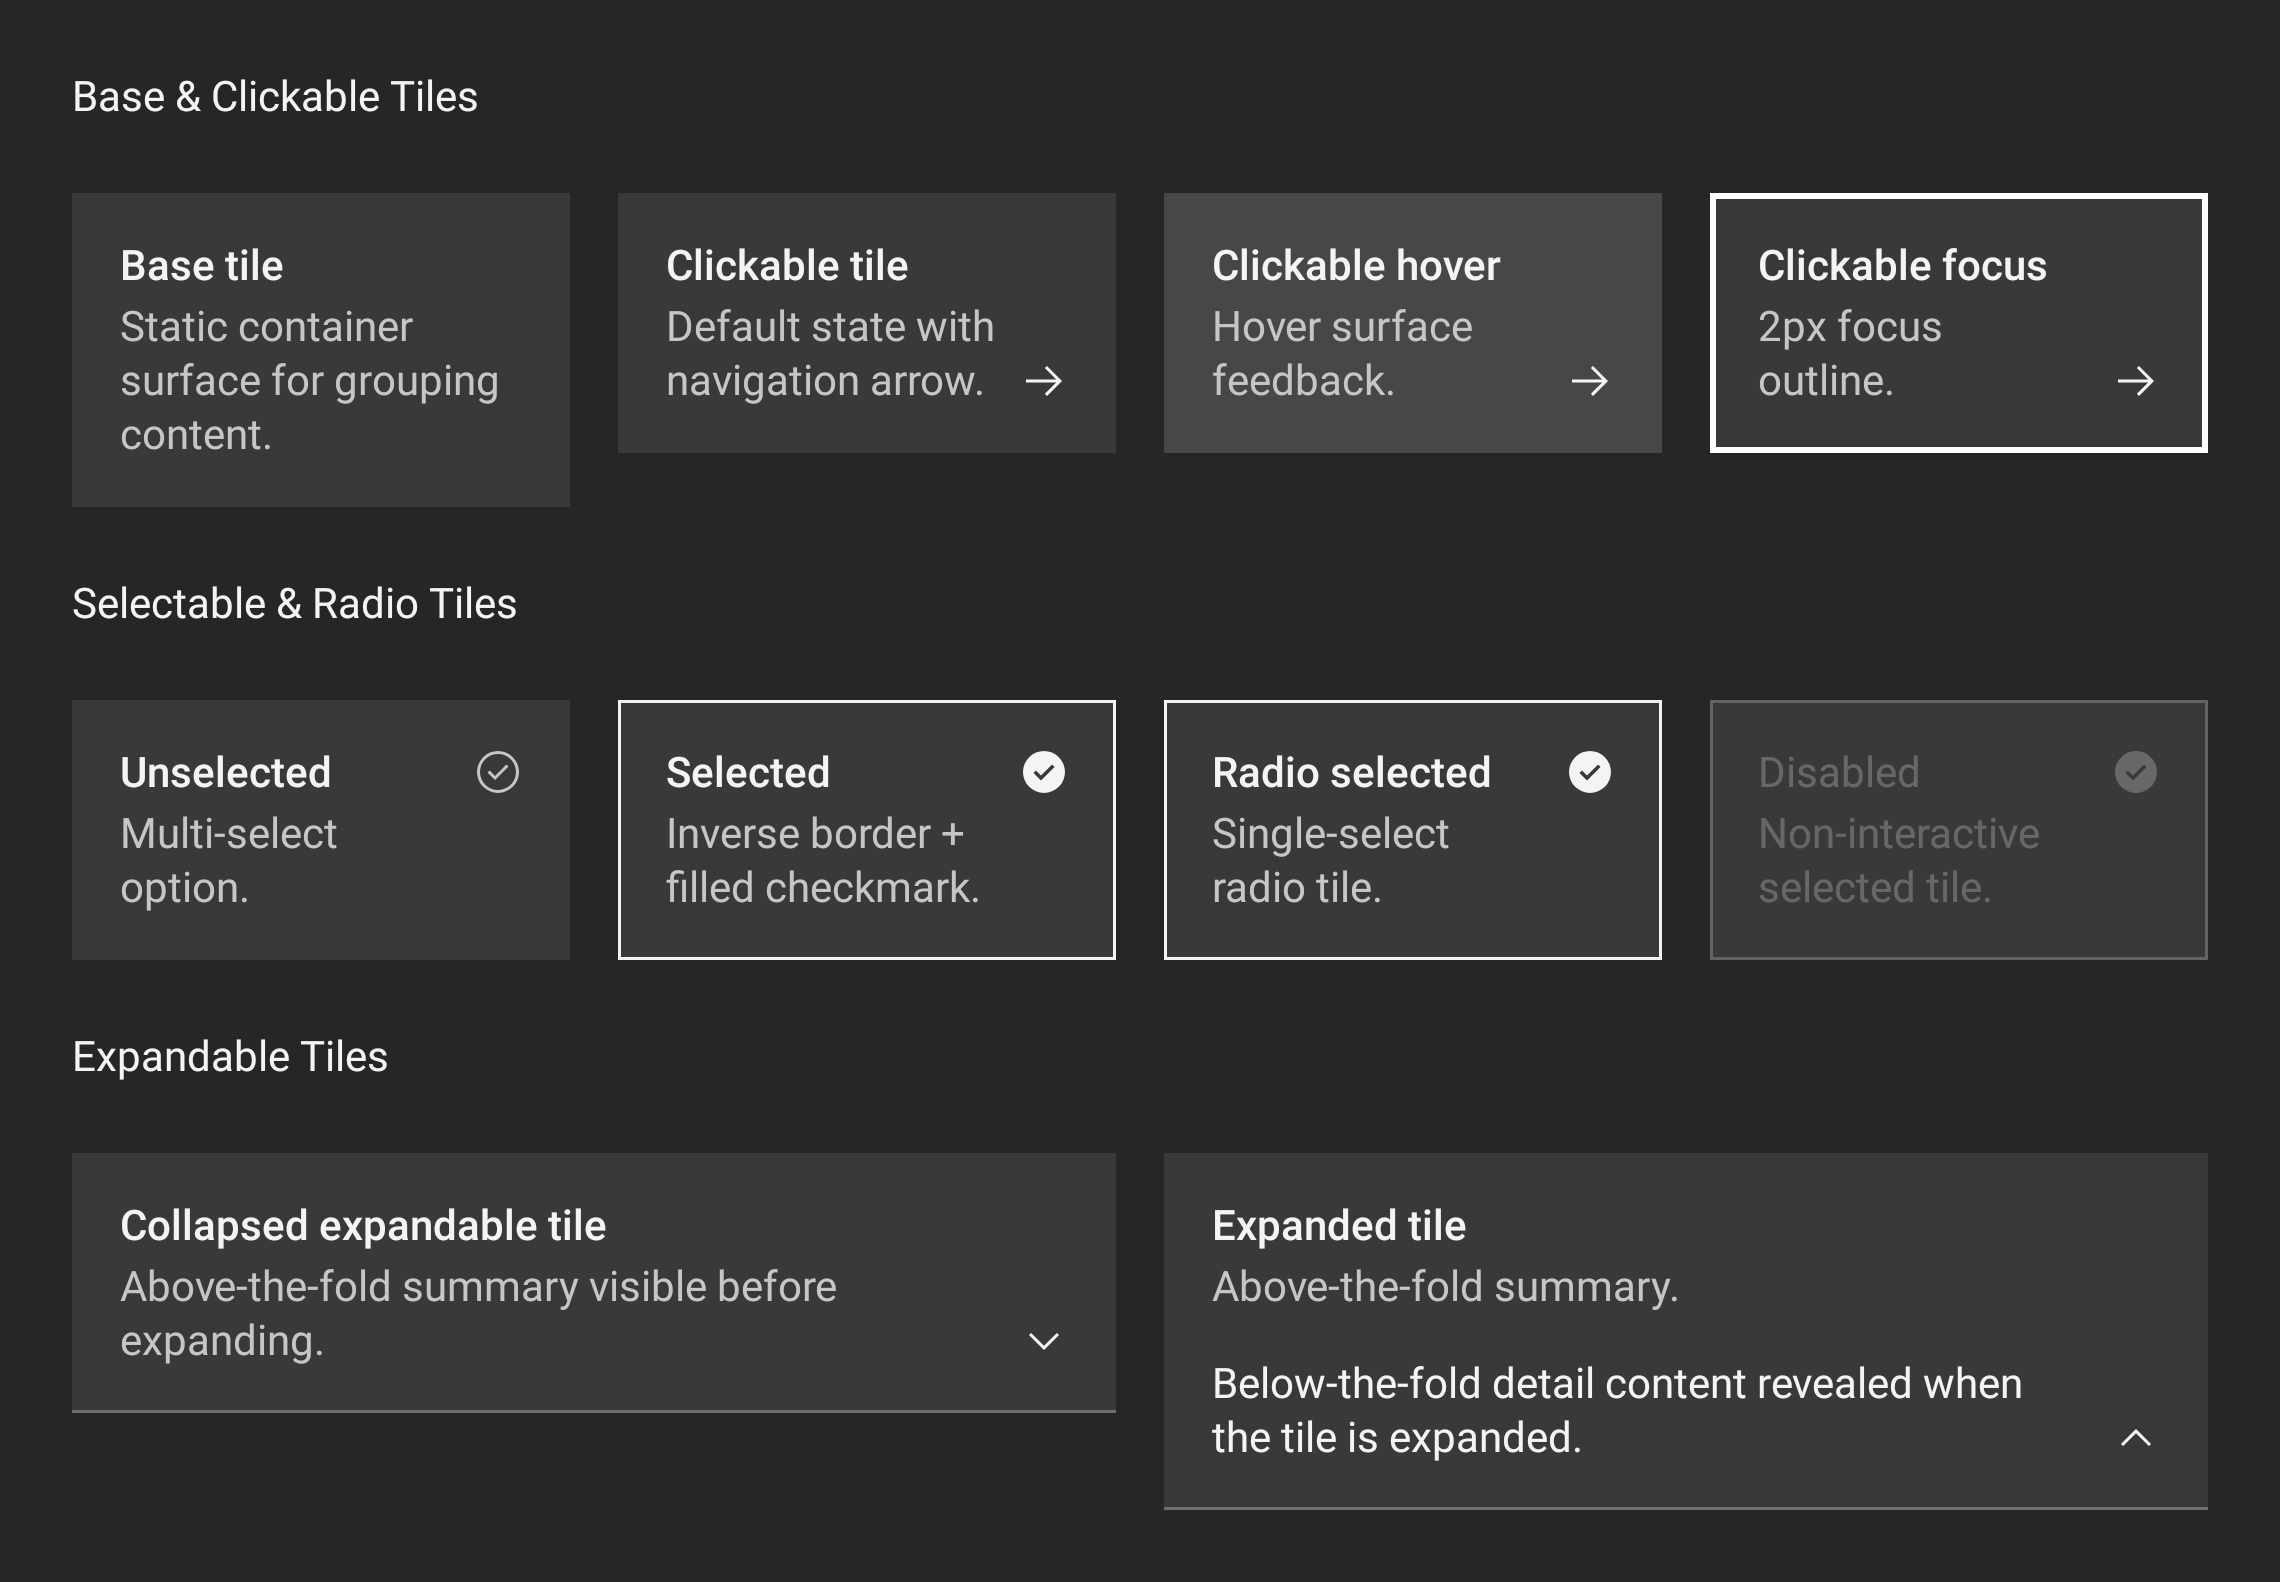 Base & Clickable Tiles
Base tile
Static container
surface for grouping
content.
Clickable tile
Default state with
navigation arrow.
Clickable hover
Hover surface
feedback.
Clickable focus
2px focus
outline.
Selectable & Radio Tiles
Unselected
Multi-select
option.
Selected
Inverse border +
filled checkmark.
Radio selected
Single-select
radio tile.
Disabled
Non-interactive
selected tile.
Expandable Tiles
Collapsed expandable tile
Above-the-fold summary visible before
expanding.
Expanded tile
Above-the-fold summary.
Below-the-fold detail content revealed when
the tile is expanded.